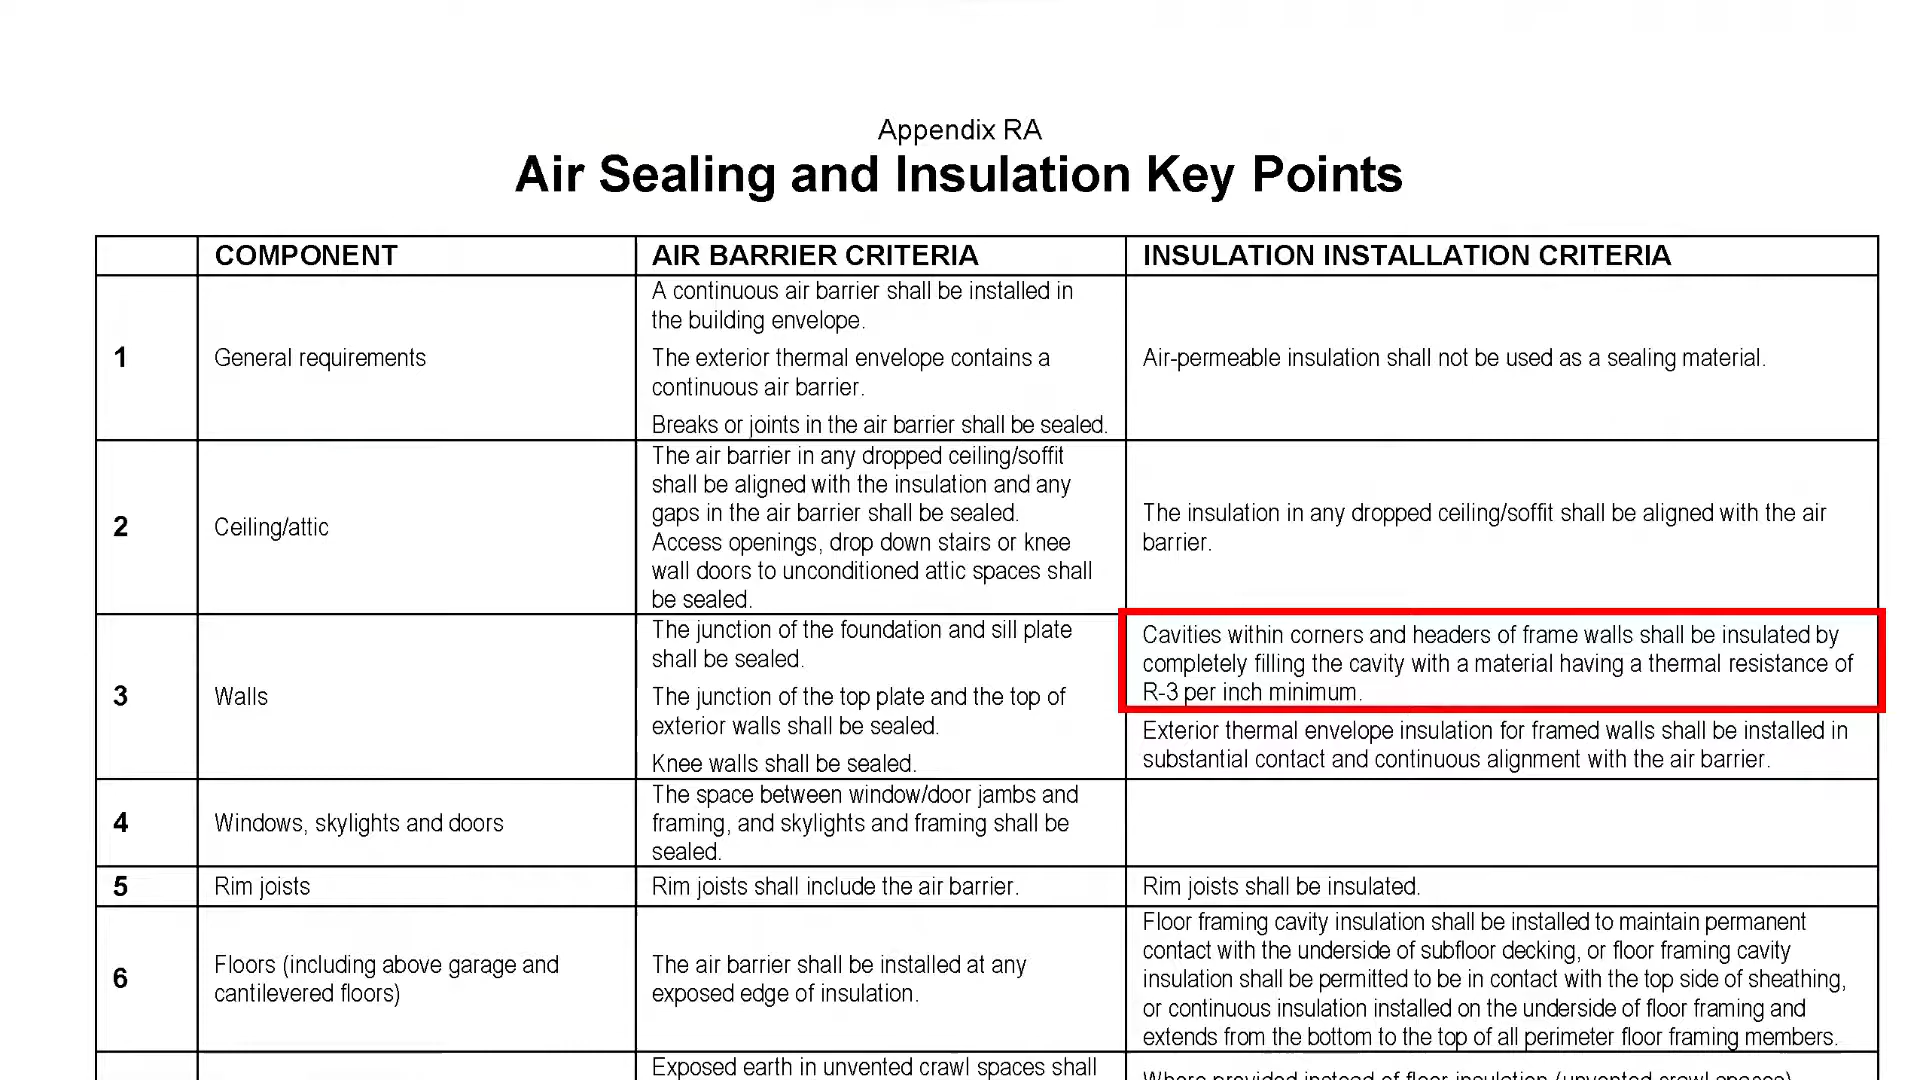 Appendix RA
Air Sealing and Insulation Key Points
COMPONENT
AIR BARRIER CRITERIA
INSULATION INSTALLATION CRITERIA
1
General requirements
A continuous air barrier shall be installed in
the building envelope.
The exterior thermal envelope contains a
continuous air barrier.
Breaks or joints in the air barrier shall be sealed.
Air-permeable insulation shall not be used as a sealing material.
2
Ceiling/attic
The air barrier in any dropped ceiling/soffit
shall be aligned with the insulation and any
gaps in the air barrier shall be sealed.
Access openings, drop down stairs or knee
wall doors to unconditioned attic spaces shall
be sealed.
The insulation in any dropped ceiling/soffit shall be aligned with the air
barrier.
3
Walls
The junction of the foundation and sill plate
shall be sealed.
The junction of the top plate and the top of
exterior walls shall be sealed.
Knee walls shall be sealed.
Cavities within corners and headers of frame walls shall be insulated by
completely filling the cavity with a material having a thermal resistance of
R-3 per inch minimum.
Exterior thermal envelope insulation for framed walls shall be installed in
substantial contact and continuous alignment with the air barrier.
4
Windows, skylights and doors
The space between window/door jambs and
framing, and skylights and framing shall be
sealed.
5
Rim joists
Rim joists shall include the air barrier.
Rim joists shall be insulated.
6
Floors (including above garage and
cantilevered floors)
The air barrier shall be installed at any
exposed edge of insulation.
Floor framing cavity insulation shall be installed to maintain permanent
contact with the underside of subfloor decking, or floor framing cavity
insulation shall be permitted to be in contact with the top side of sheathing,
or continuous insulation installed on the underside of floor framing and
extends from the bottom to the top of all perimeter floor framing members.
Exposed earth in unvented crawl spaces shall
Where provided instead of floor insulation (unvented crawl spaces)